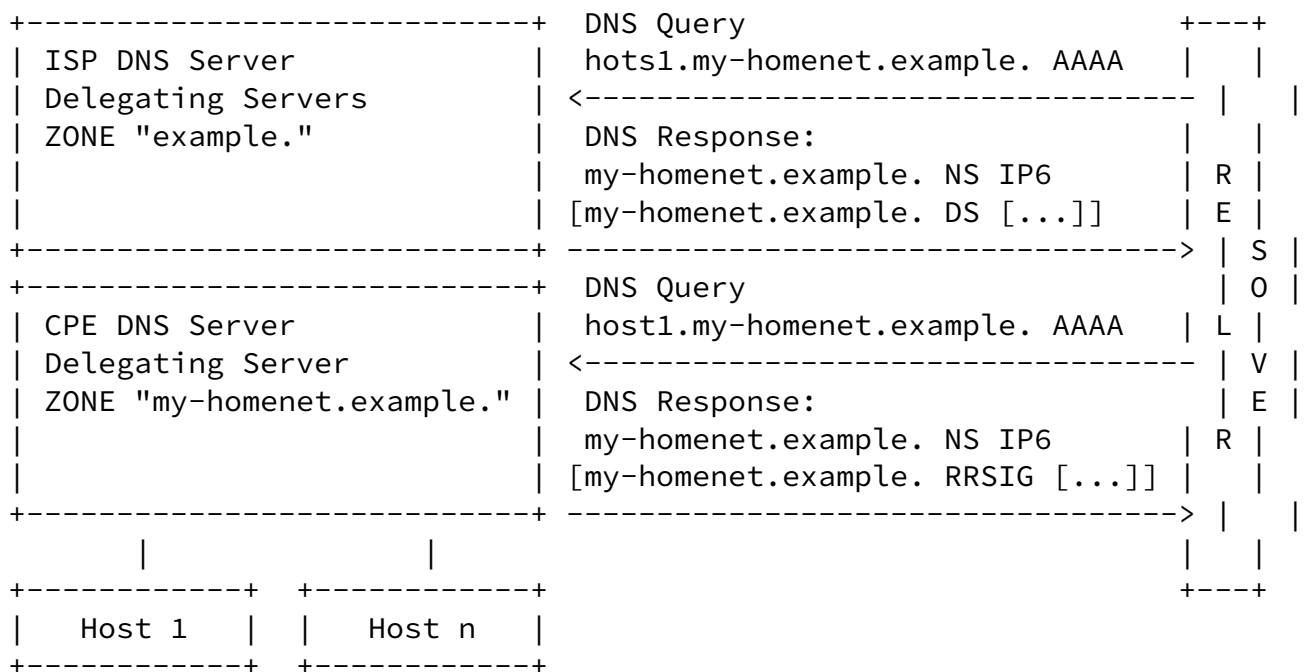 +----------------------------+  DNS Query                        +---+
| ISP DNS Server             |  hots1.my-homenet.example. AAAA   |   |
| Delegating Servers         | <---------------------------------- |   |
| ZONE "example."            |  DNS Response:                    |   |
|                            |  my-homenet.example. NS IP6       | R |
|                            | [my-homenet.example. DS [...]]    | E |
+----------------------------+ ----------------------------------> | S |
+----------------------------+  DNS Query                          | O |
| CPE DNS Server             |  host1.my-homenet.example. AAAA   | L |
| Delegating Server          | <---------------------------------- | V |
| ZONE "my-homenet.example." |  DNS Response:                      | E |
|                            |  my-homenet.example. NS IP6       | R |
|                            | [my-homenet.example. RRSIG [...]] |   |
+----------------------------+ ----------------------------------> |   |
       |               |                                         |   |
+------------+  +------------+                                   +---+
|   Host 1   |  |   Host n   |
+------------+  +------------+